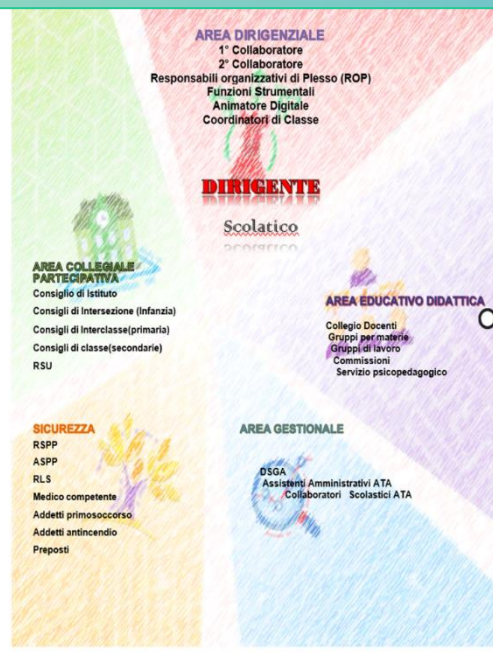 AREA DIRIGENZIALE
1° Collaboratore
2° Collaboratore
Responsabili organizzativi di Plesso (ROP)
Funzioni Strumentali
Animatore Digitale
Coordinatori di Classe
DIRIGENTE
Scolatico
AREA COLLEGIALE
PARTECIPATIVA
Consiglio di Istituto
Consigli di Intersezione (Infanzia)
Consigli di Interclasse(primaria)
Consigli di classe(secondarie)
RSU
AREA EDUCATIVO DIDATTICA
Collegio Docenti
Gruppi per materie
Gruppi di lavoro
Commissioni
Servizio psicopedagogico
SICUREZZA
RSPP
ASPP
RLS
Medico competente
Addetti primosoccorso
Addetti antincendio
Preposti
AREA GESTIONALE
DSGA
Assistenti Amministrativi ATA
Collaboratori Scolastici ATA